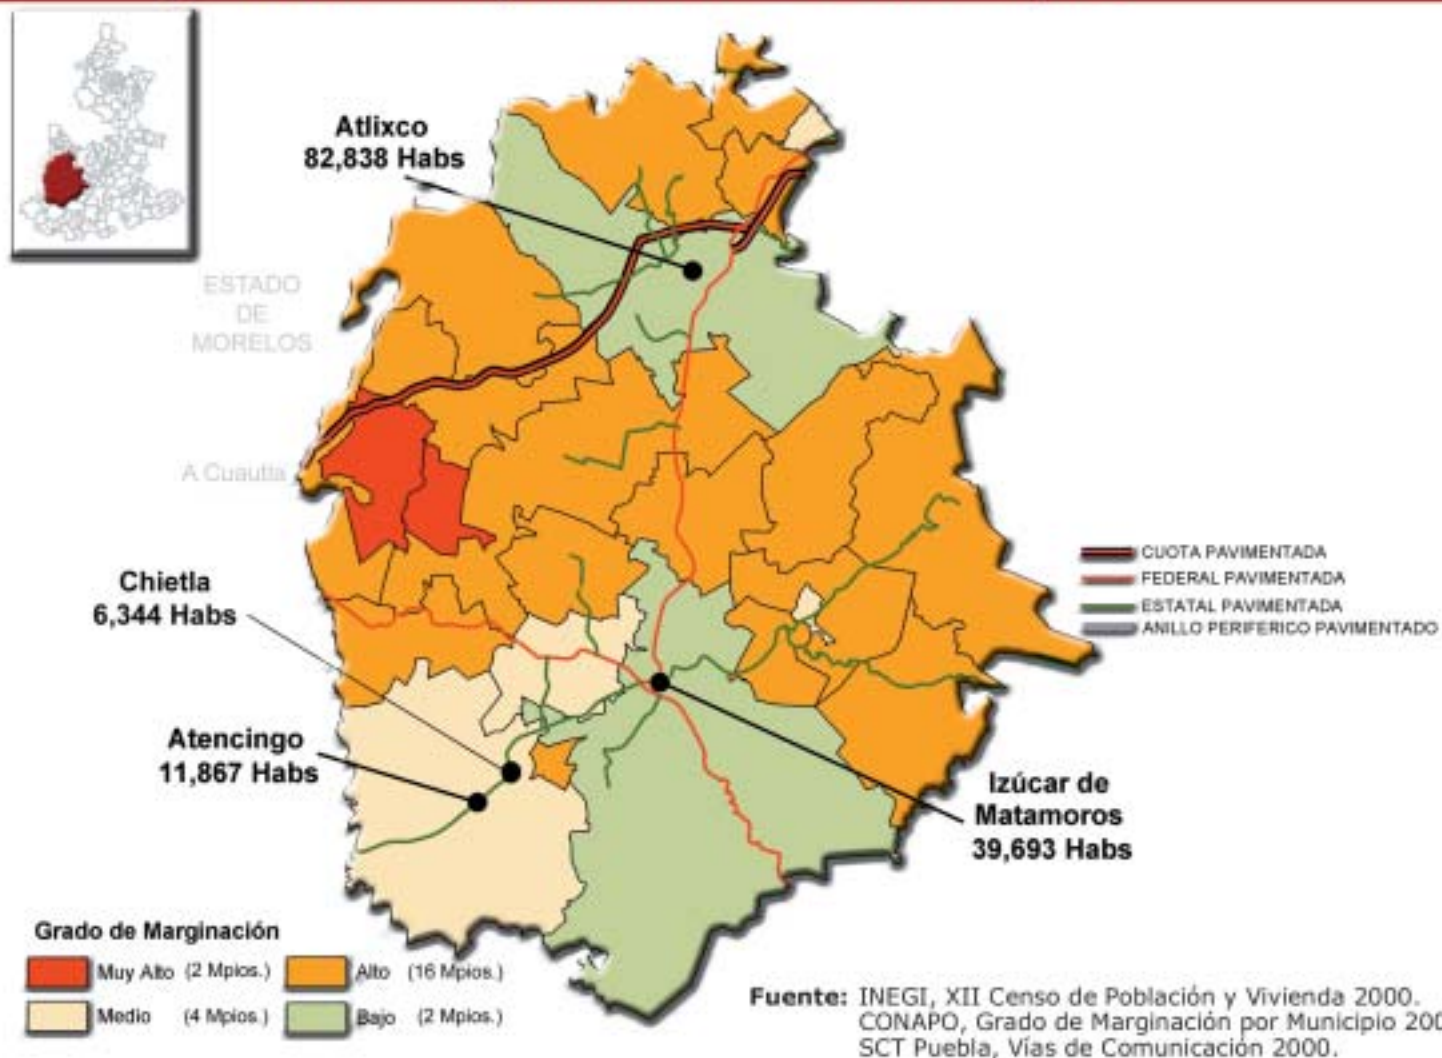 Atlixco
82,838 Habs
ESTADO
DE
MORELOS
A Cuautla
Chietla
6,344 Habs
CUOTA PAVIMENTADA
FEDERAL PAVIMENTADA
ESTATAL PAVIMENTADA
ANILLO PERIFERICO PAVIMENTADO
Atencingo
11,867 Habs
Izúcar de
Matamoros
39,693 Habs
Grado de Marginación
Muy Alto (2 Mpios.) Alto (16 Mpios.)
Medio (4 Mpios.) Bajo (2 Mpios.)
Fuente: INEGI, XII Censo de Población y Vivienda 2000.
CONAPO, Grado de Marginación por Municipio 200
SCT Puebla, Vías de Comunicación 2000.